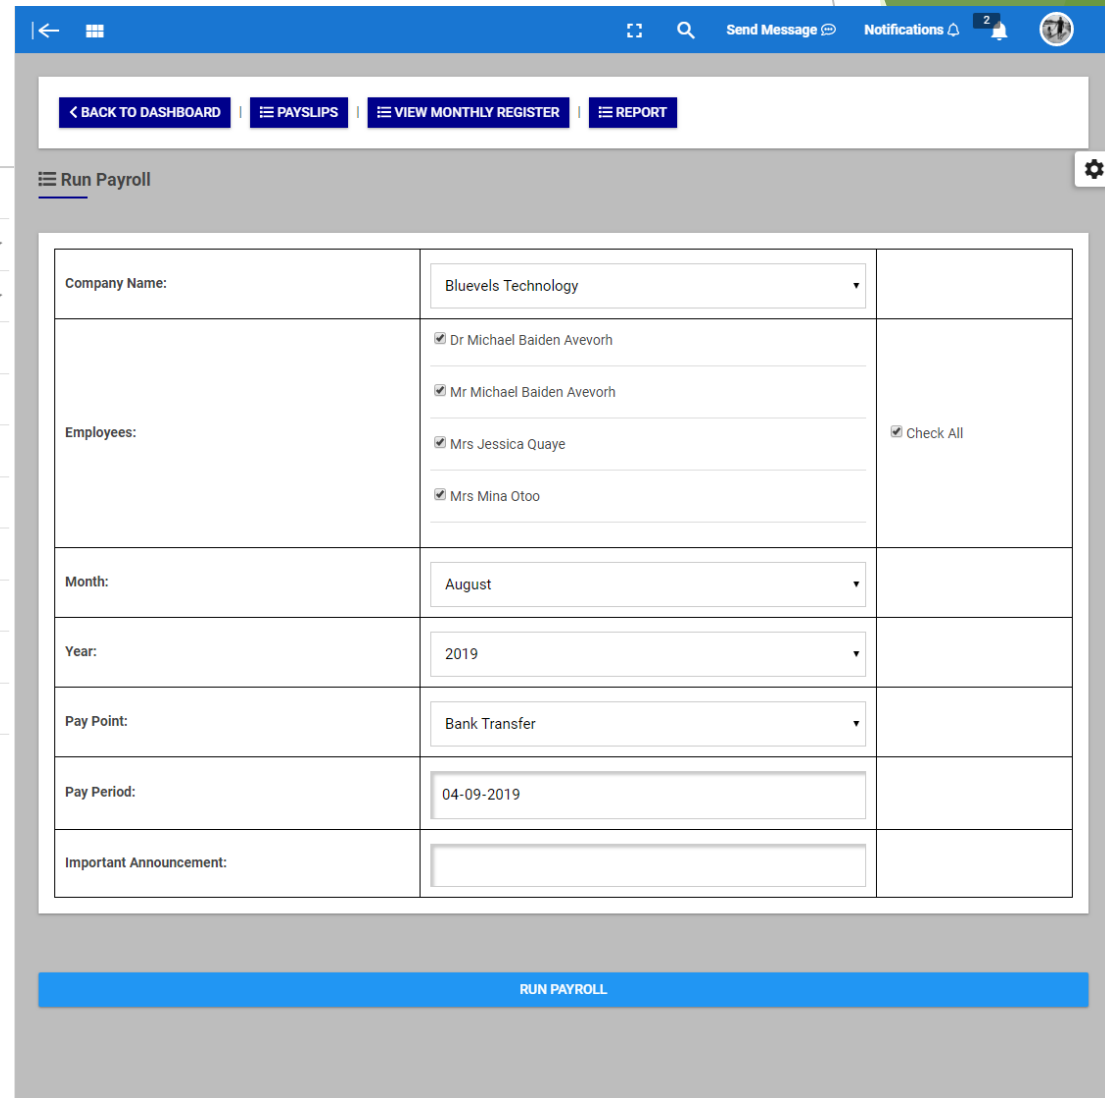 Send Message
Notifications
2
BACK TO DASHBOARD | PAYSLIPS | VIEW MONTHLY REGISTER | REPORT
Run Payroll
Company Name:
Bluevels Technology
Employees:
Dr Michael Baiden Avevorh
Mr Michael Baiden Avevorh
Mrs Jessica Quaye
Mrs Mina Otoo
Check All
Month:
August
Year:
2019
Pay Point:
Bank Transfer
Pay Period:
04-09-2019
Important Announcement:
RUN PAYROLL